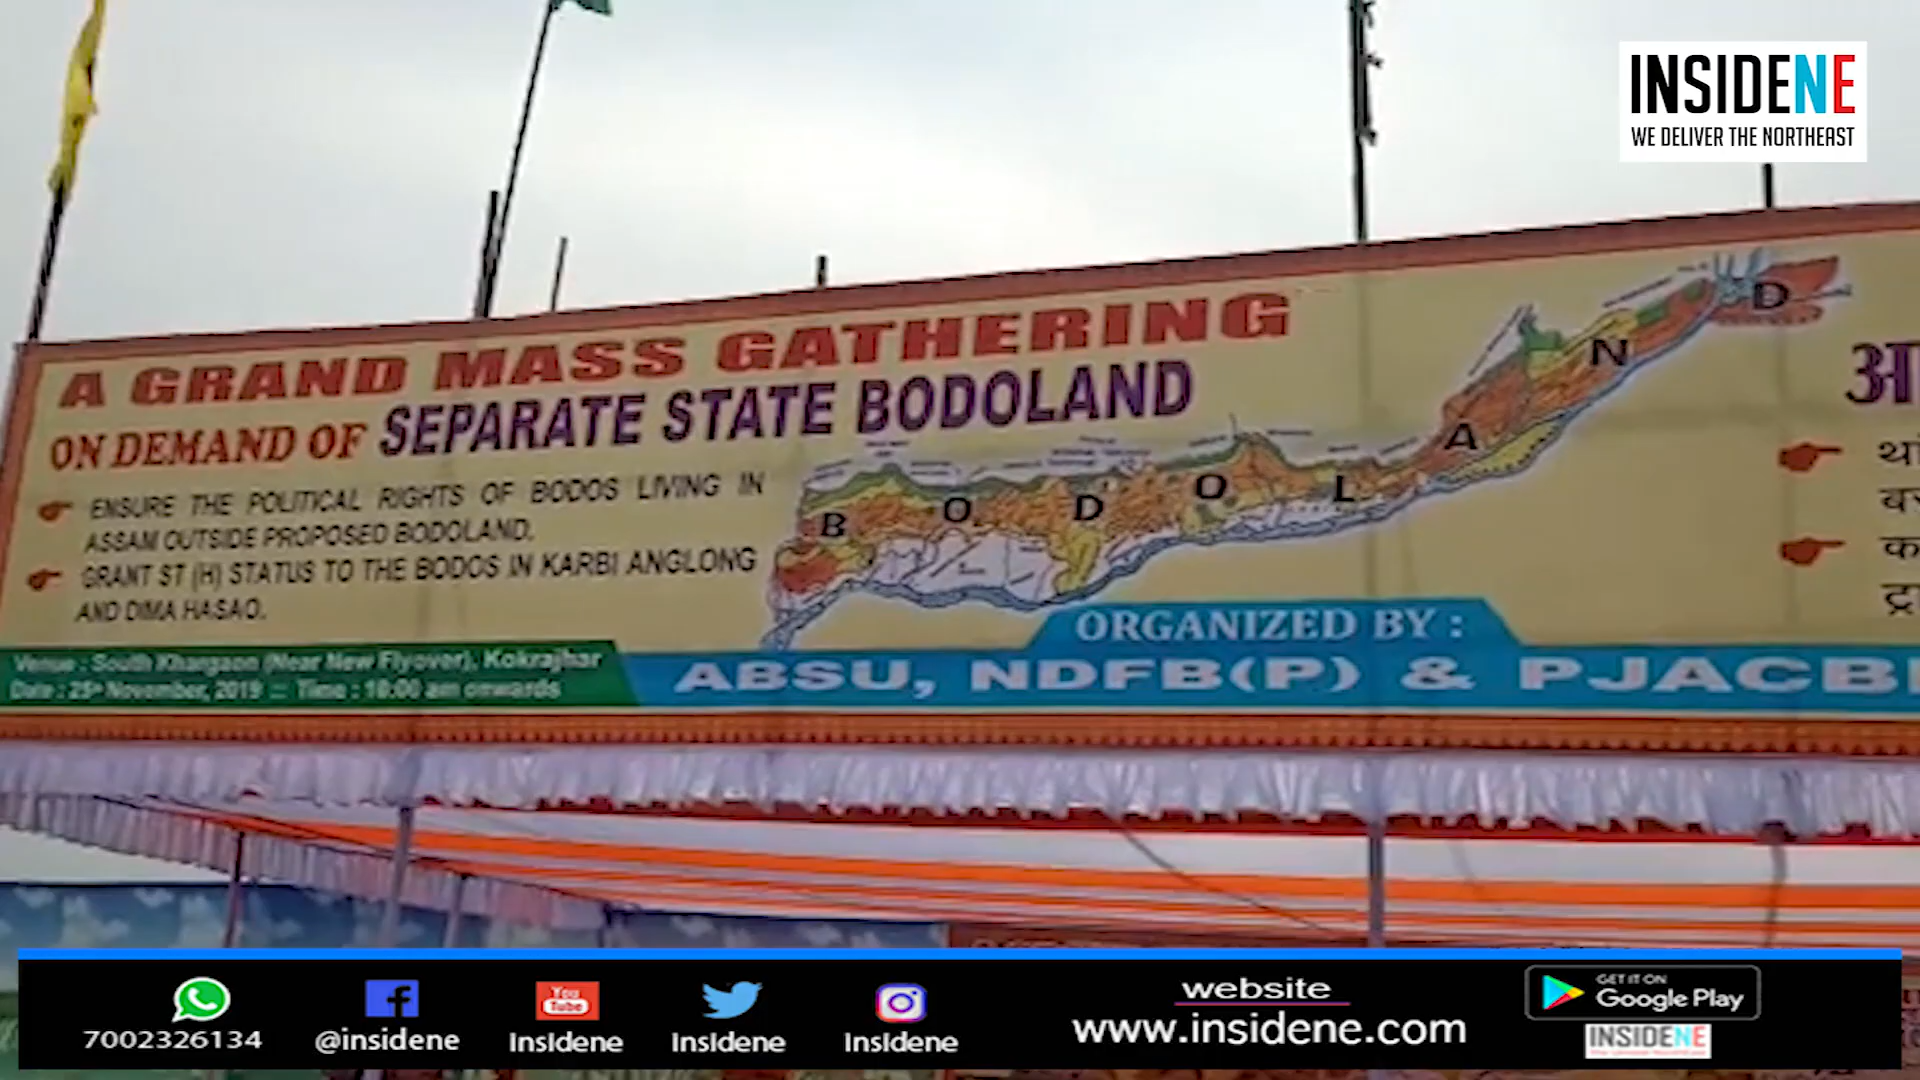 INSIDENE
WE DELIVER THE NORTHEAST
A GRAND MASS GATHERING
ON DEMAND OF SEPARATE STATE BODOLAND
ENSURE THE POLITICAL RIGHTS OF BODOS LIVING IN
ASSAM OUTSIDE PROPOSED BODOLAND.
GRANT ST (H) STATUS TO THE BODOS IN KARBI ANGLONG
AND DIMA HASAO.
Venue : South Khargaon (Near New Flyover), Kokrajhar
Date : 25th November, 2019 :: Time : 10:00 am onwards
BODOLAND
ORGANIZED BY :
ABSU, NDFB(P) & PJACB
7002326134
@insidene
You
Tube
InsIdene
InsIdene
InsIdene
website
www.insidene.com
GET IT ON
Google Play
INSIDENE